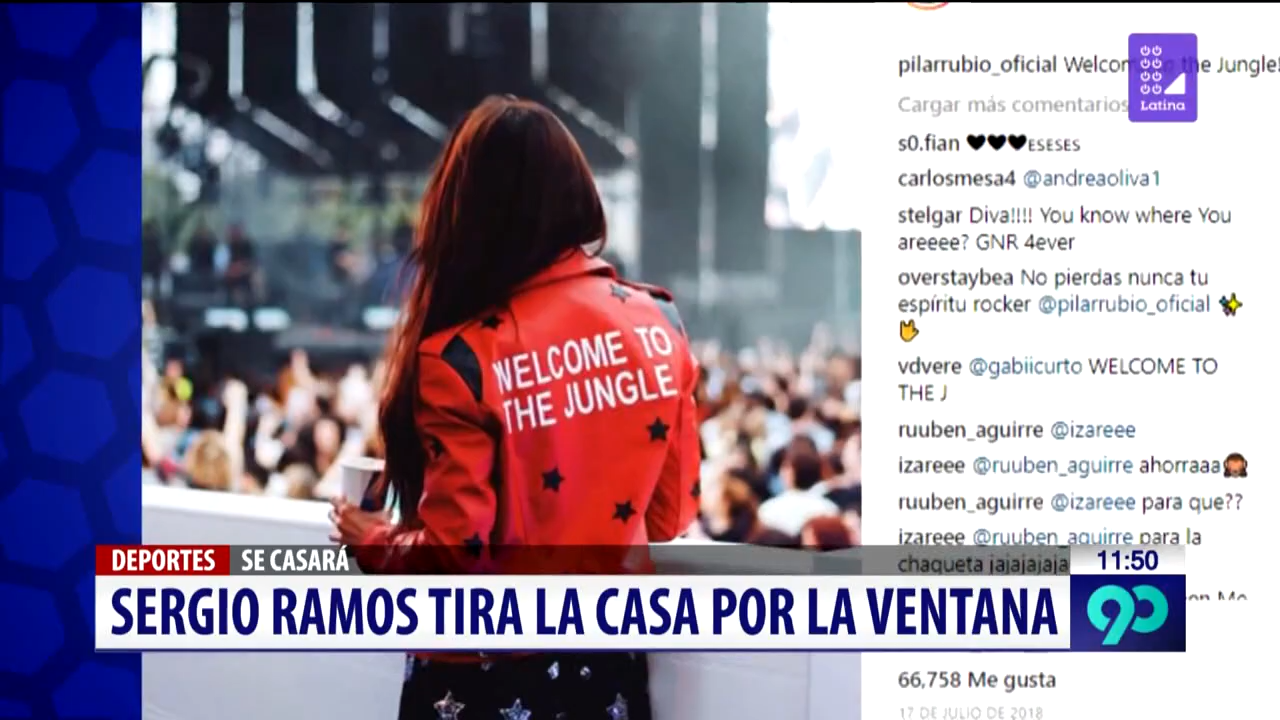 pilarrubio_oficial Welcom the Jungle!
Cargar más comentarios
Latina
s0.fian 🖤🖤🖤ESESES
carlosmesa4 @andreaoliva1
stelgar Diva!!!! You know where You
areeee? GNR 4ever
overstaybea No pierdas nunca tu
espíritu rocker @pilarrubio_oficial ✨
🤘
vdvere @gabiicurto WELCOME TO
THE J
ruuben_aguirre @izareee
izareee @ruuben_aguirre ahorraaa🙊
ruuben_aguirre @izareee para que??
izareee @ruuben_aguirre para la
chaqueta jajajajaja
WELCOME TO
THE JUNGLE
DEPORTES SE CASARÁ
11:50
SERGIO RAMOS TIRA LA CASA POR LA VENTANA
90
66,758 Me gusta
17 DE JULIO DE 2018